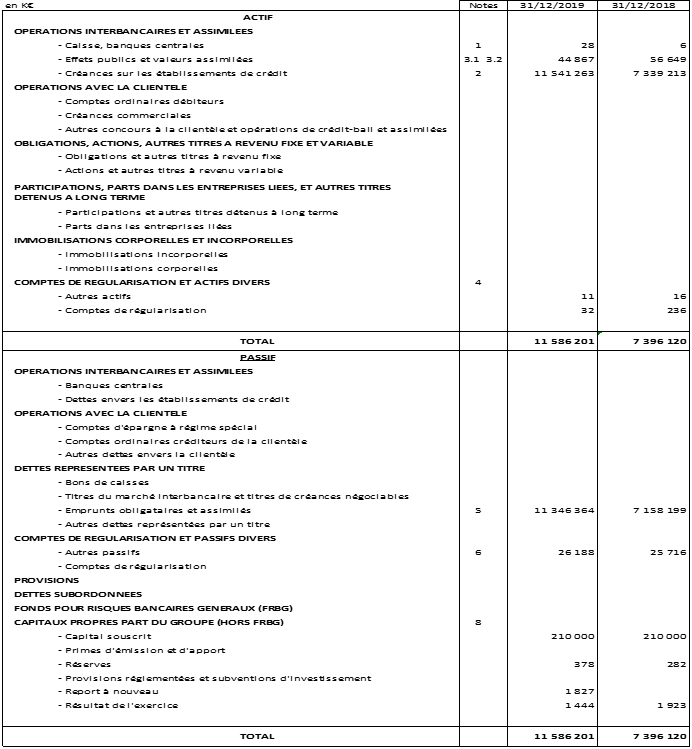 en K€ Notes 31/12/2019 31/12/2018
ACTIF
OPERATIONS INTERBANCAIRES ET ASSIMILEES
- Caisse, banques centrales 1 28 6
- Effets publics et valeurs assimilées 3.1 3.2 44 867 56 649
- Créances sur les établissements de crédit 2 11 541 263 7 339 213
OPERATIONS AVEC LA CLIENTELE
- Comptes ordinaires débiteurs
- Créances commerciales
- Autres concours à la clientèle et opérations de crédit-bail et assimilées
OBLIGATIONS, ACTIONS, AUTRES TITRES A REVENU FIXE ET VARIABLE
- Obligations et autres titres à revenu fixe
- Actions et autres titres à revenu variable
PARTICIPATIONS, PARTS DANS LES ENTREPRISES LIEES, ET AUTRES TITRES
DETENUS A LONG TERME
- Participations et autres titres détenus à long terme
- Parts dans les entreprises liées
IMMOBILISATIONS CORPORELLES ET INCORPORELLES
- Immobilisations incorporelles
- Immobilisations corporelles
COMPTES DE REGULARISATION ET ACTIFS DIVERS 4
- Autres actifs 11 16
- Comptes de régularisation 32 236
TOTAL 11 586 201 7 396 120
PASSIF
OPERATIONS INTERBANCAIRES ET ASSIMILEES
- Banques centrales
- Dettes envers les établissements de crédit
OPERATIONS AVEC LA CLIENTELE
- Comptes d'épargne à régime spécial
- Comptes ordinaires créditeurs de la clientèle
- Autres dettes envers la clientèle
DETTES REPRESENTEES PAR UN TITRE
- Bons de caisses
- Titres du marché interbancaire et titres de créances négociables
- Emprunts obligataires et assimilés 5 11 346 364 7 158 199
- Autres dettes représentées par un titre
COMPTES DE REGULARISATION ET PASSIFS DIVERS
- Autres passifs 6 26 188 25 716
- Comptes de régularisation
PROVISIONS
DETTES SUBORDONNEES
FONDS POUR RISQUES BANCAIRES GENERAUX (FRBG)
CAPITAUX PROPRES PART DU GROUPE (HORS FRBG) 8
- Capital souscrit 210 000 210 000
- Primes d'émission et d'apport
- Réserves 378 282
- Provisions réglementées et subventions d'investissement
- Report à nouveau 1 827
- Résultat de l'exercice 1 444 1 923
TOTAL 11 586 201 7 396 120